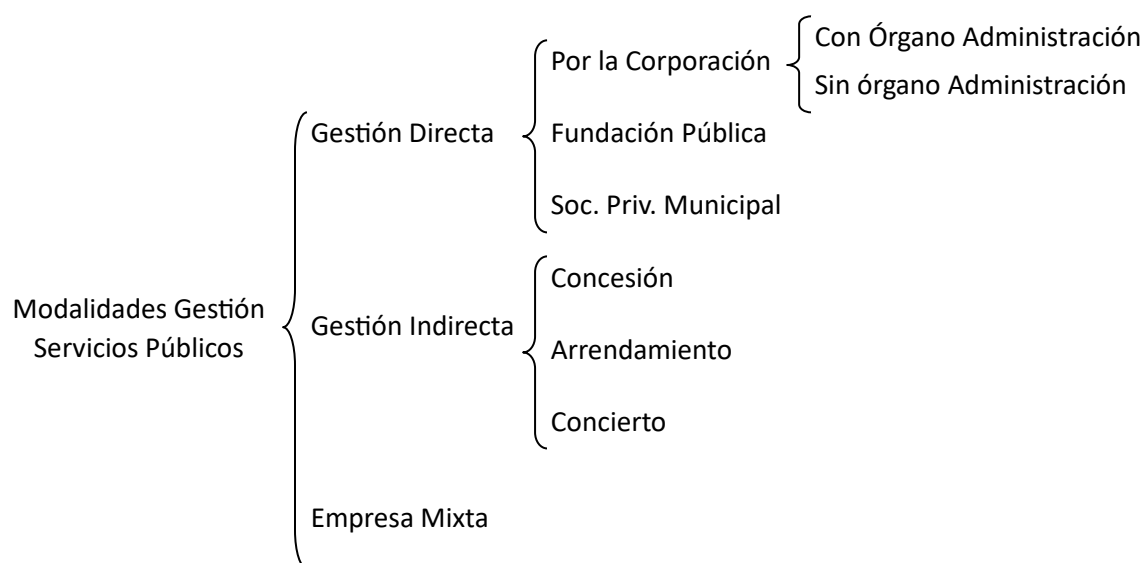 Modalidades Gestión
Servicios Públicos
Gestión Directa
Por la Corporación
Con Órgano Administración
Sin órgano Administración
Fundación Pública
Soc. Priv. Municipal
Gestión Indirecta
Concesión
Arrendamiento
Concierto
Empresa Mixta